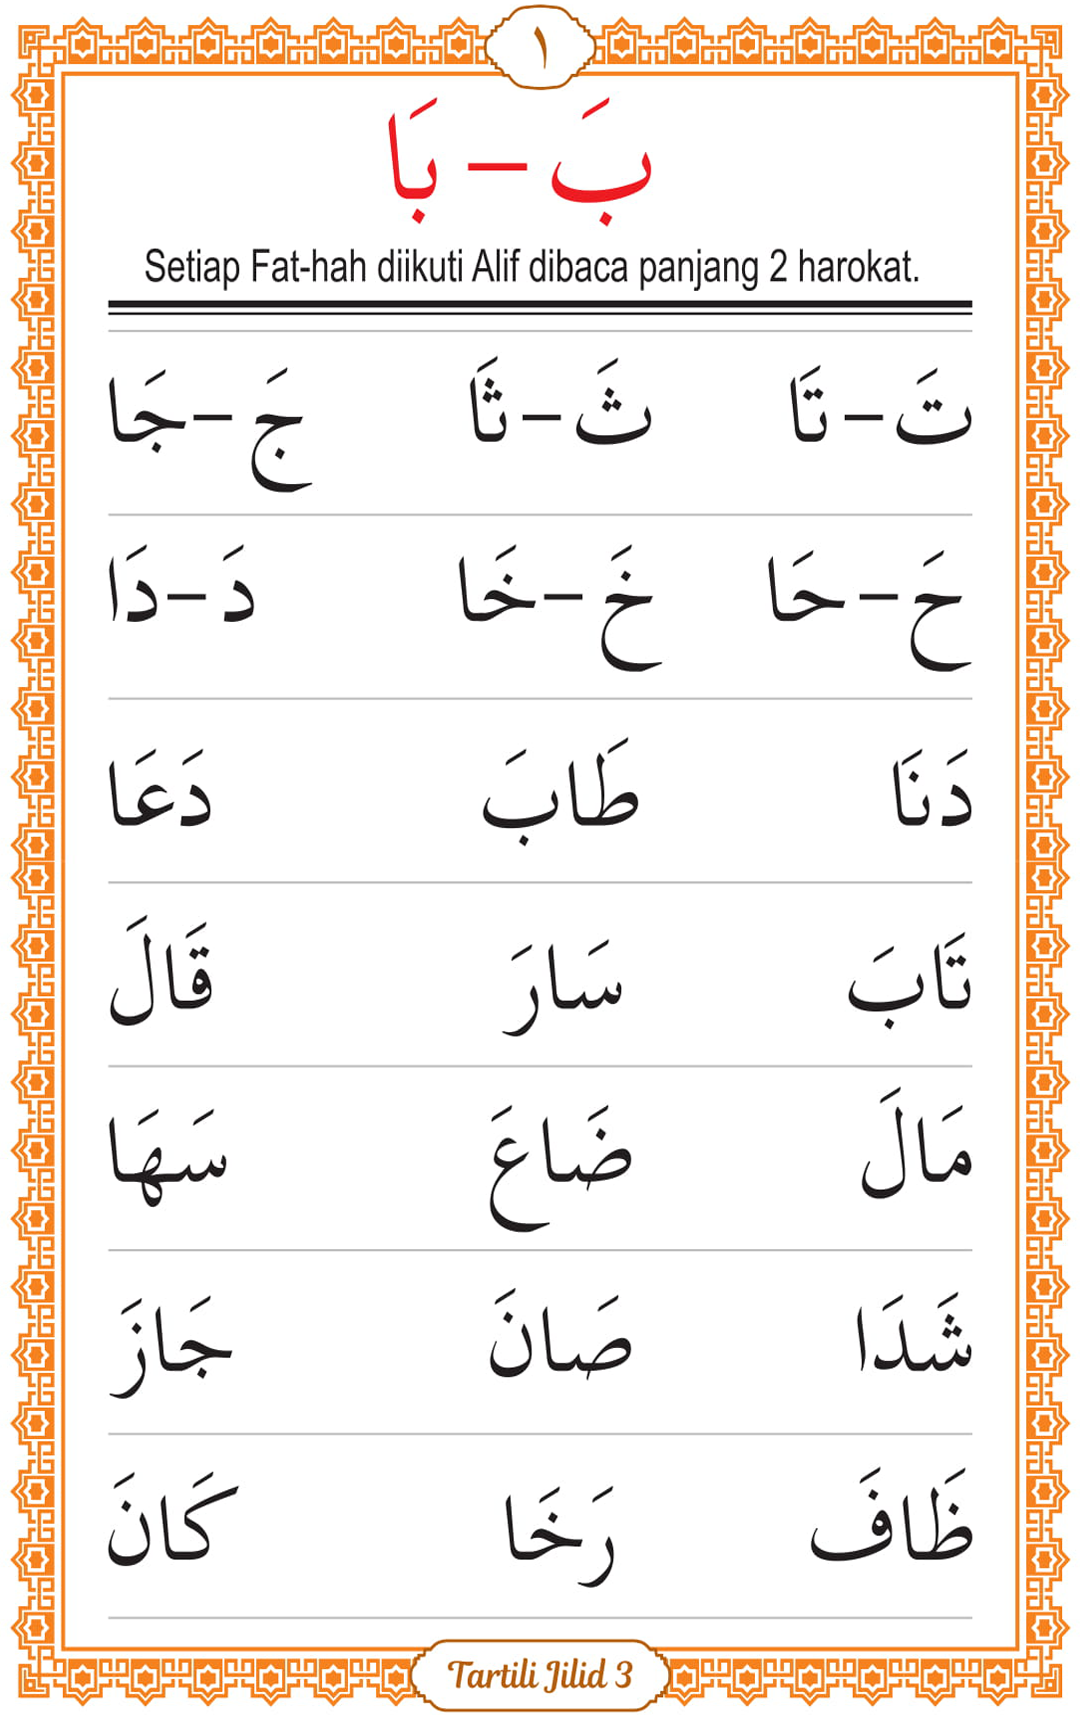 ١
بَ – بَا
Setiap Fat-hah diikuti Alif dibaca panjang 2 harokat.
تَ – تَا ثَ – ثَا جَ – جَا
حَ – حَا خَ – خَا دَ – دَا
دَنَا طَابَ دَعَا
تَابَ سَارَ قَالَ
مَالَ ضَاعَ سَهَا
شَدَا صَانَ جَازَ
ظَافَ رَخَا كَانَ
Tartili Jilid 3